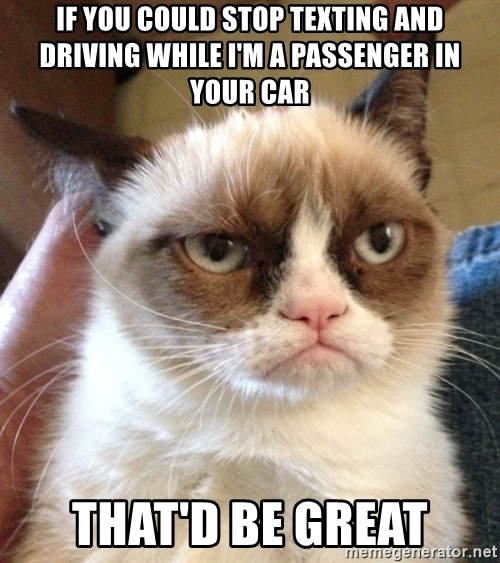 IF YOU COULD STOP TEXTING AND
DRIVING WHILE I'M A PASSENGER IN
YOUR CAR
THAT'D BE GREAT
memegenerator.net